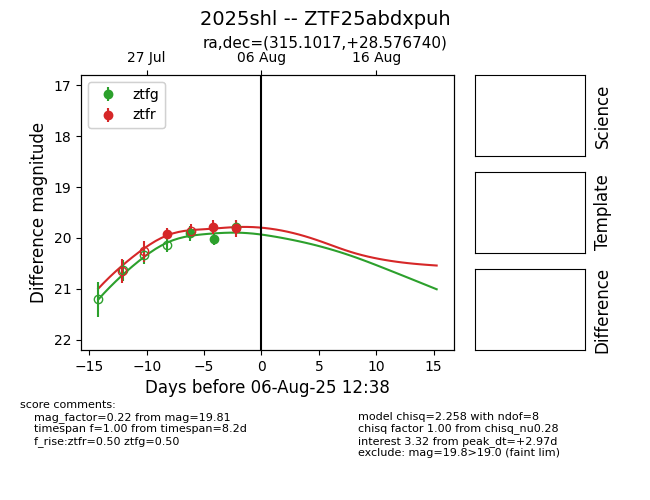 2025shl -- ZTF25abdxpuh
ra,dec=(315.1017,+28.576740)
27 Jul 06 Aug 16 Aug
ztfg
ztfr
17
18
19
20
21
22
Difference magnitude
−15 −10 −5 0 5 10 15
Days before 06-Aug-25 12:38
Science
Template
Difference
score comments:
mag_factor=0.22 from mag=19.81
timespan f=1.00 from timespan=8.2d
f_rise:ztfr=0.50 ztfg=0.50
model chisq=2.258 with ndof=8
chisq factor 1.00 from chisq_nu0.28
interest 3.32 from peak_dt=+2.97d
exclude: mag=19.8>19.0 (faint lim)